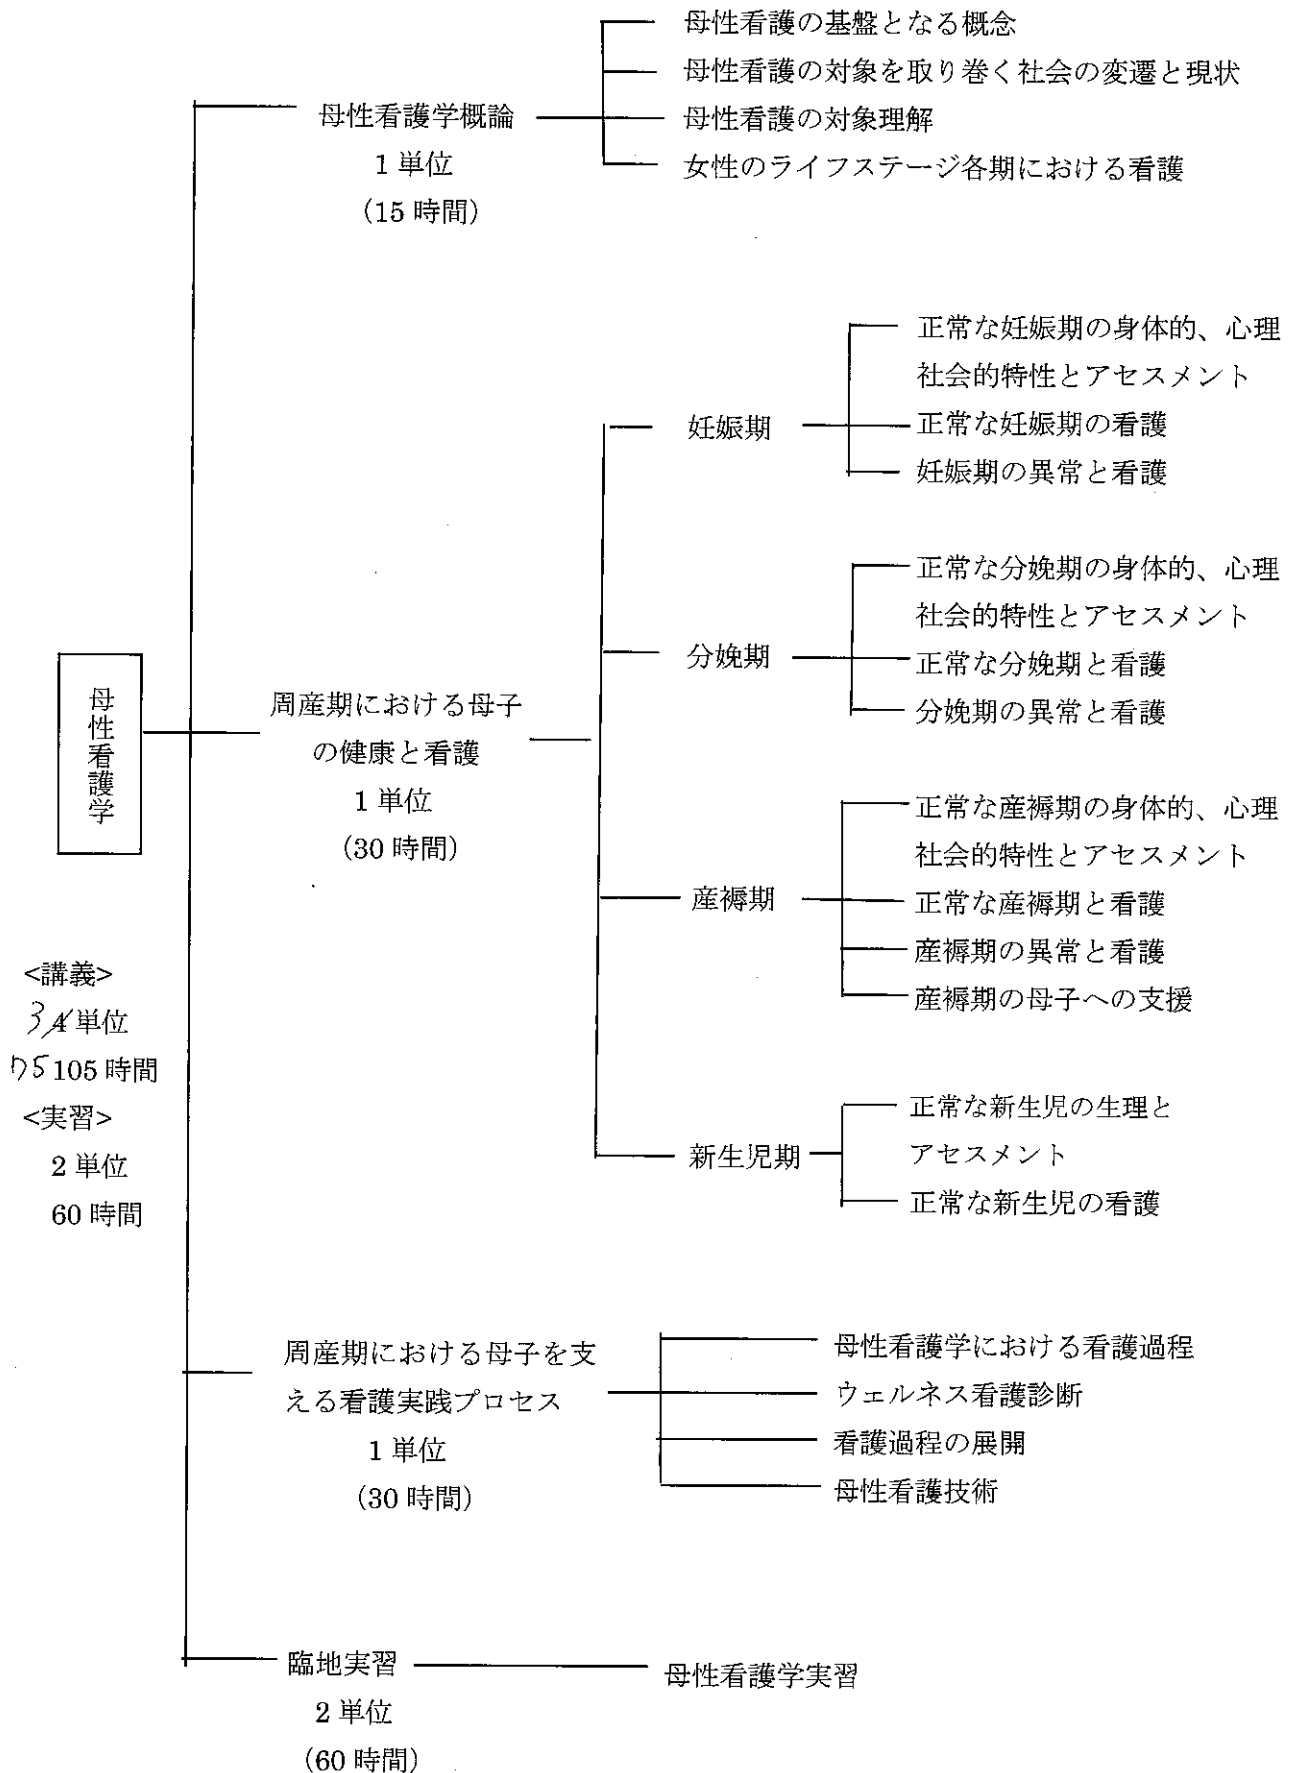 母性看護の基盤となる概念
母性看護の対象を取り巻く社会の変遷と現状
母性看護学概論
母性看護の対象理解
1 単位
女性のライフステージ各期における看護
（15 時間）
正常な妊娠期の身体的、心理
社会的特性とアセスメント
妊娠期
正常な妊娠期の看護
妊娠期の異常と看護
正常な分娩期の身体的、心理
社会的特性とアセスメント
分娩期
正常な分娩期と看護
分娩期の異常と看護
母性看護学
周産期における母子
の健康と看護
1 単位
（30 時間）
正常な産褥期の身体的、心理
社会的特性とアセスメント
産褥期
正常な産褥期と看護
産褥期の異常と看護
産褥期の母子への支援
<講義>
3 4 単位
75 105 時間
<実習>
2 単位
60 時間
正常な新生児の生理と
新生児期
アセスメント
正常な新生児の看護
周産期における母子を支
える看護実践プロセス
1 単位
（30 時間）
母性看護学における看護過程
ウェルネス看護診断
看護過程の展開
母性看護技術
臨地実習
母性看護学実習
2 単位
（60 時間）